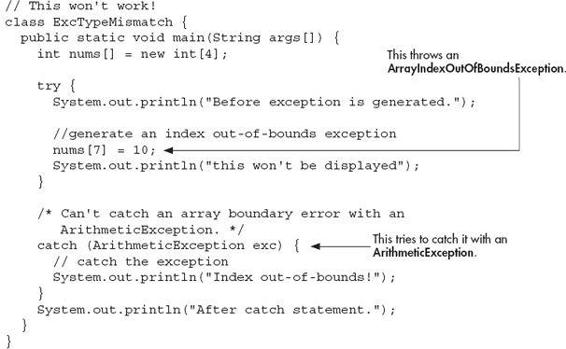 // This won't work!
class ExcTypeMismatch {
  public static void main(String args[]) {
    int nums[] = new int[4];
This throws an
ArrayIndexOutOfBoundsException.
    try {
      System.out.println("Before exception is generated.");
      //generate an index out-of-bounds exception
      nums[7] = 10;
      System.out.println("this won't be displayed");
    }
    /* Can't catch an array boundary error with an
       ArithmeticException. */
    catch (ArithmeticException exc) {
This tries to catch it with an
ArithmeticException.
      // catch the exception
      System.out.println("Index out-of-bounds!");
    }
    System.out.println("After catch statement.");
  }
}